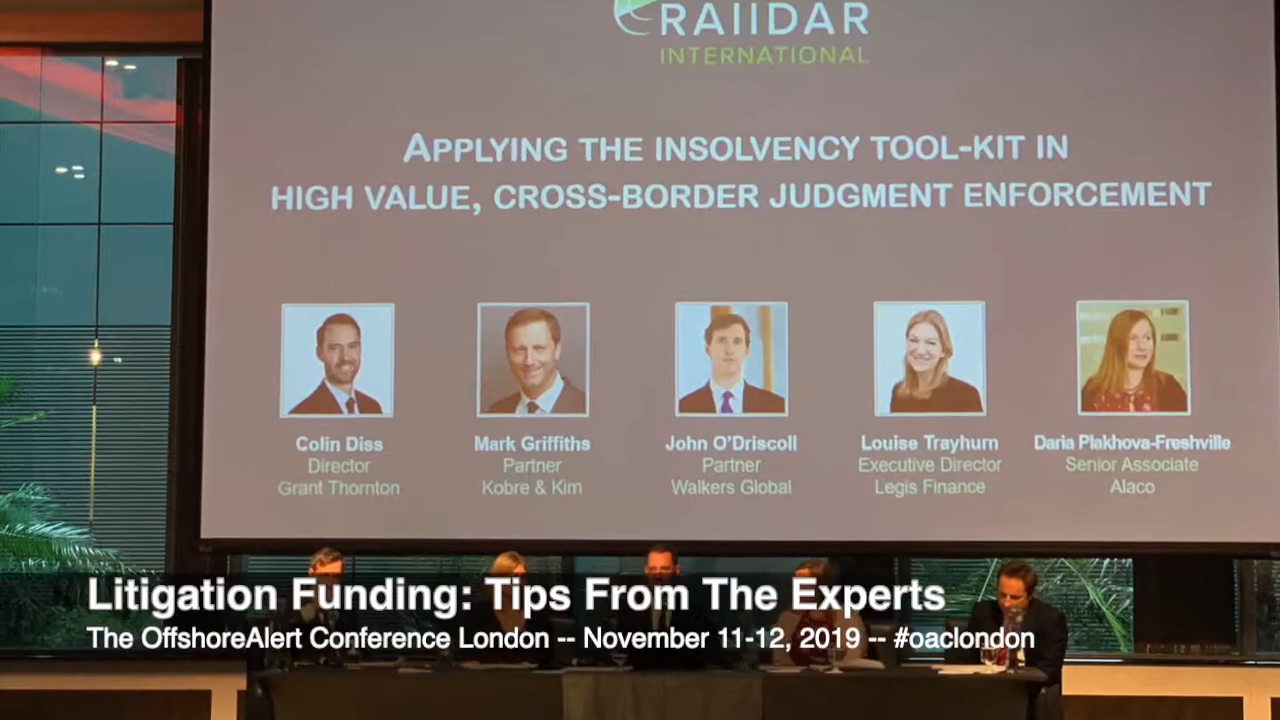 RAIIDAR
INTERNATIONAL
APPLYING THE INSOLVENCY TOOL-KIT IN
HIGH VALUE, CROSS-BORDER JUDGMENT ENFORCEMENT
Colin Diss
Director
Grant Thornton
Mark Griffiths
Partner
Kobre & Kim
John O'Driscoll
Partner
Walkers Global
Louise Trayhurn
Executive Director
Legis Finance
Daria Plakhova-Freshville
Senior Associate
Alaco
Litigation Funding: Tips From The Experts
The OffshoreAlert Conference London -- November 11-12, 2019 -- #oaclondon